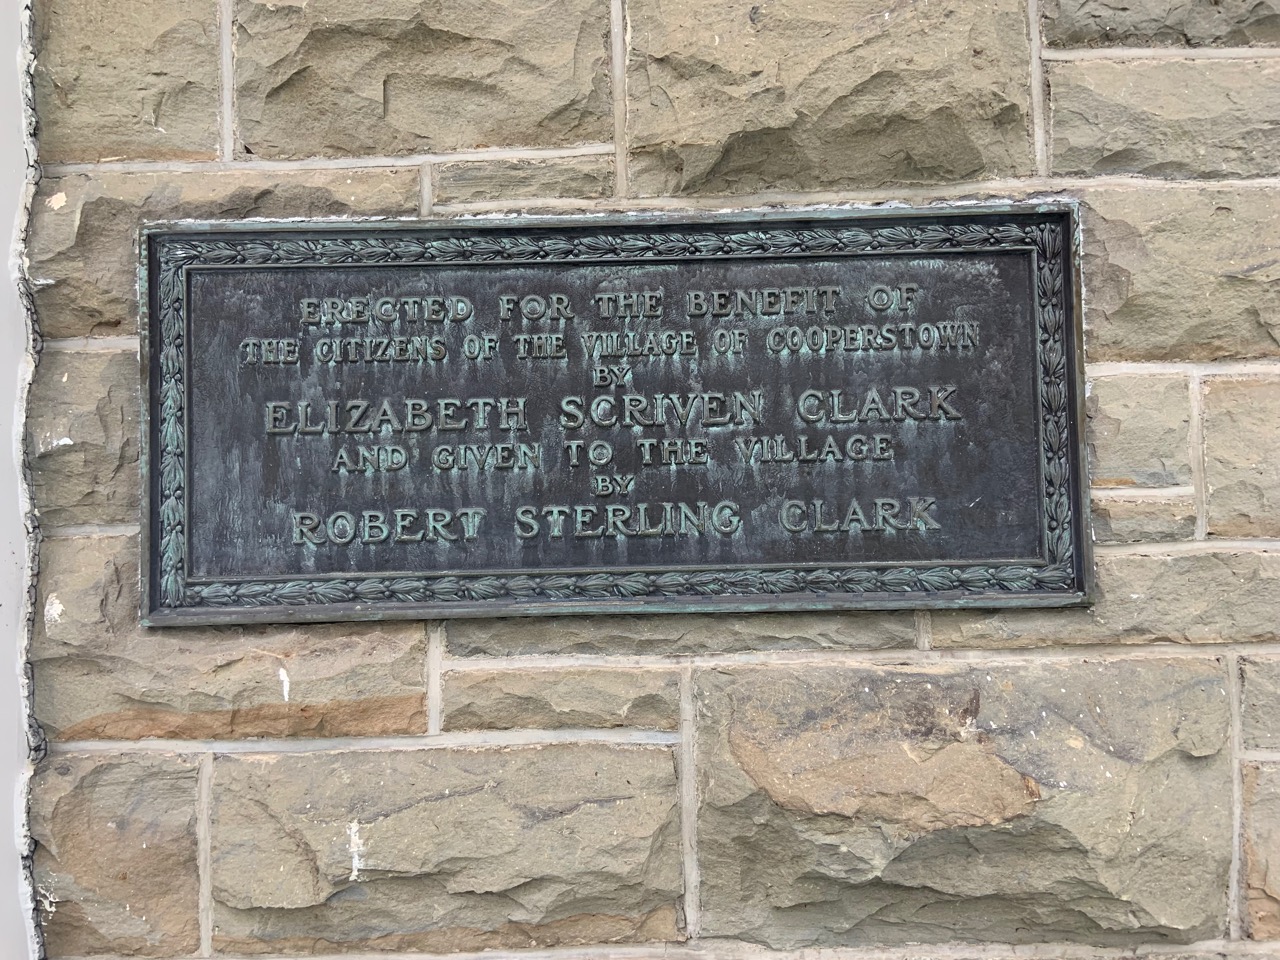 ERECTED FOR THE BENEFIT OF
THE CITIZENS OF THE VILLAGE OF COOPERSTOWN
BY
ELIZABETH SCRIVEN CLARK
AND GIVEN TO THE VILLAGE
BY
ROBERT STERLING CLARK